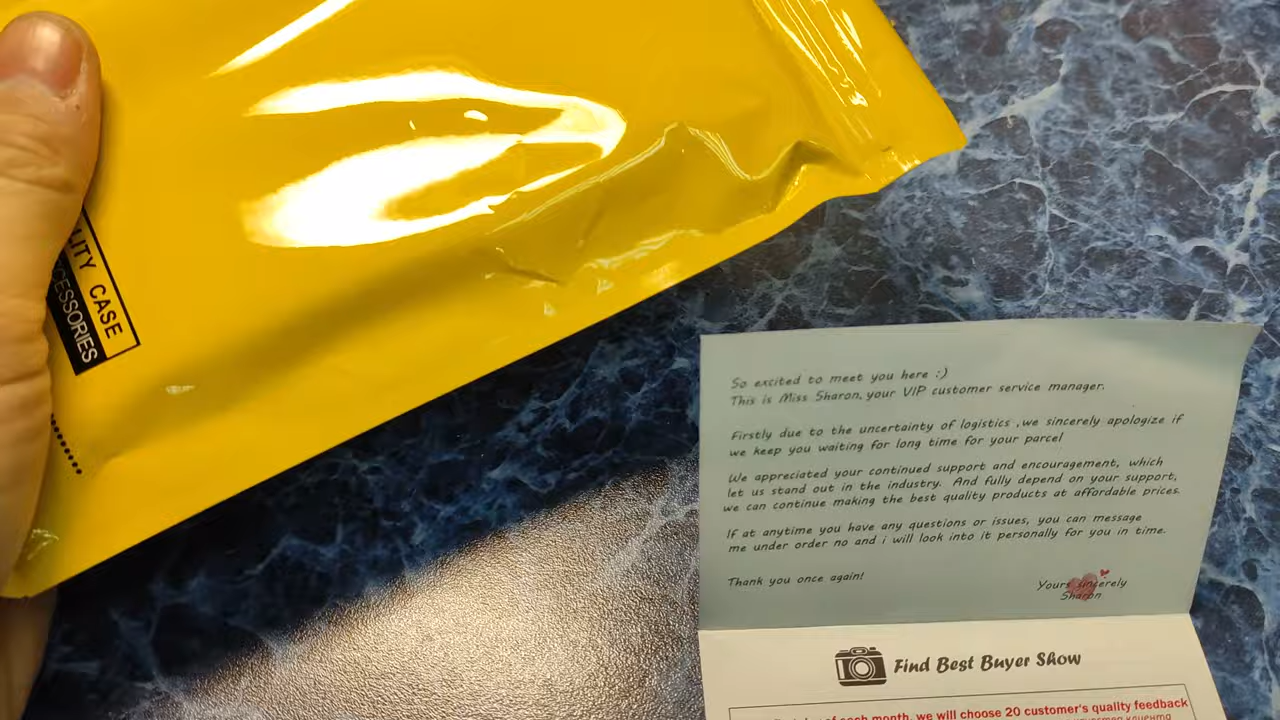 LITY CASE
CESSORIES
So excited to meet you here :)
This is Miss Sharon, your VIP customer service manager.
Firstly due to the uncertainty of logistics ,we sincerely apologize if
we keep you waiting for long time for your parcel
We appreciated your continued support and encouragement, which
let us stand out in the industry. And fully depend on your support,
we can continue making the best quality products at affordable prices.
If at anytime you have any questions or issues, you can message
me under order no and i will look into it personally for you in time.
Thank you once again!
Yours sincerely
Sharon
Find Best Buyer Show
of each month, we will choose 20 customer's quality feedback